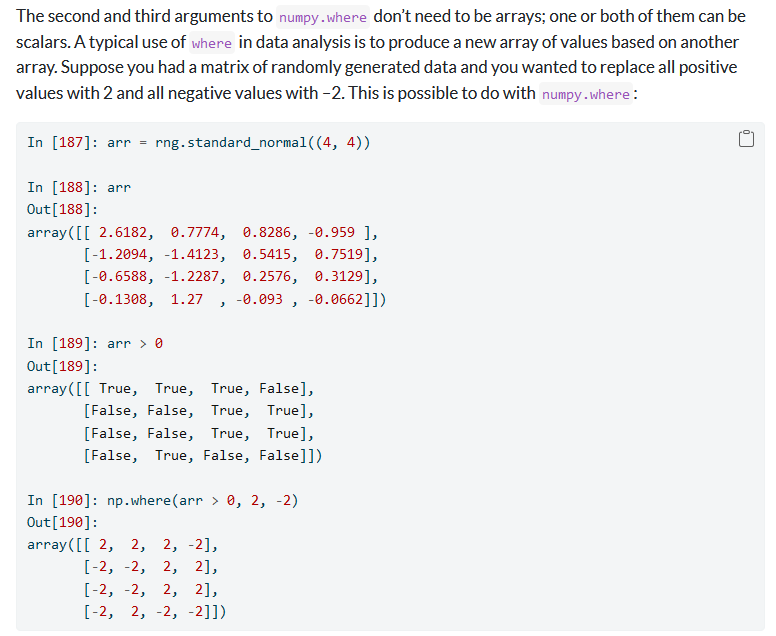 The second and third arguments to numpy.where don’t need to be arrays; one or both of them can be
scalars. A typical use of where in data analysis is to produce a new array of values based on another
array. Suppose you had a matrix of randomly generated data and you wanted to replace all positive
values with 2 and all negative values with –2. This is possible to do with numpy.where:
In [187]: arr = rng.standard_normal((4, 4))
In [188]: arr
Out[188]:
array([[ 2.6182,  0.7774,  0.8286, -0.959 ],
       [-1.2094, -1.4123,  0.5415,  0.7519],
       [-0.6588, -1.2287,  0.2576,  0.3129],
       [-0.1308,  1.27  , -0.093 , -0.0662]])
In [189]: arr > 0
Out[189]:
array([[ True,  True,  True, False],
       [False, False,  True,  True],
       [False, False,  True,  True],
       [False,  True, False, False]])
In [190]: np.where(arr > 0, 2, -2)
Out[190]:
array([[ 2,  2,  2, -2],
       [-2, -2,  2,  2],
       [-2, -2,  2,  2],
       [-2,  2, -2, -2]])